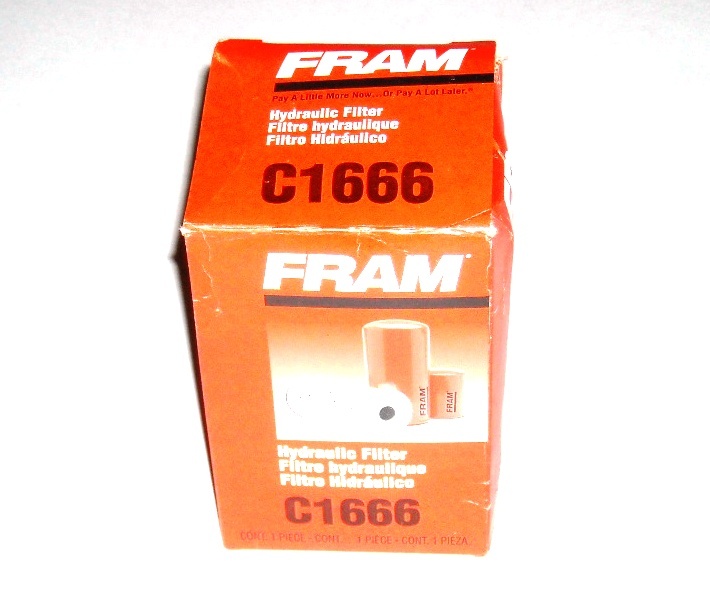 FRAM
Pay A Little More Now...Or Pay A Lot Later.®
Hydraulic Filter
Filtre hydraulique
Filtro Hidráulico
C1666
FRAM
FRAM
FRAM
Hydraulic Filter
Filtre hydraulique
Filtro Hidráulico
C1666
CONT. 1 PIECE - CONT. 1 PIÈCE - CONT. 1 PIEZA